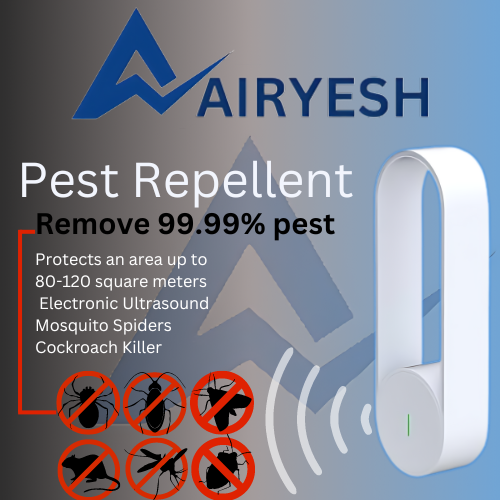 AIRYESH
Pest Repellent
Remove 99.99% pest
Protects an area up to
80-120 square meters
Electronic Ultrasound
Mosquito Spiders
Cockroach Killer